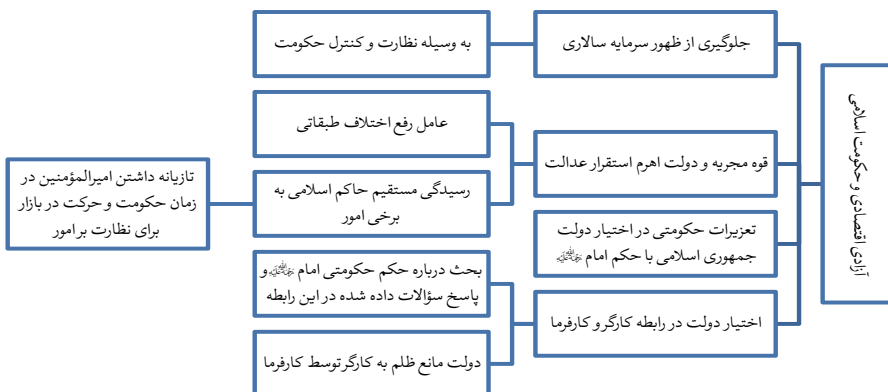 آزادی اقتصادی و حکومت اسلامی
جلوگیری از ظهور سرمایه سالاری
به وسیله نظارت و کنترل حکومت
قوه مجریه و دولت اهرم استقرار عدالت
عامل رفع اختلاف طبقاتی
رسیدگی مستقیم حاکم اسلامی به
برخی امور
تازیانه داشتن امیرالمؤمنین در
زمان حکومت و حرکت در بازار
برای نظارت بر امور
تعزیرات حکومتی در اختیار دولت
جمهوری اسلامی با حکم امام
اختیار دولت در رابطه کارگر و کارفرما
بحث درباره حکم حکومتی امام و
پاسخ سؤالات داده شده در این رابطه
دولت مانع ظلم به کارگر توسط کارفرما